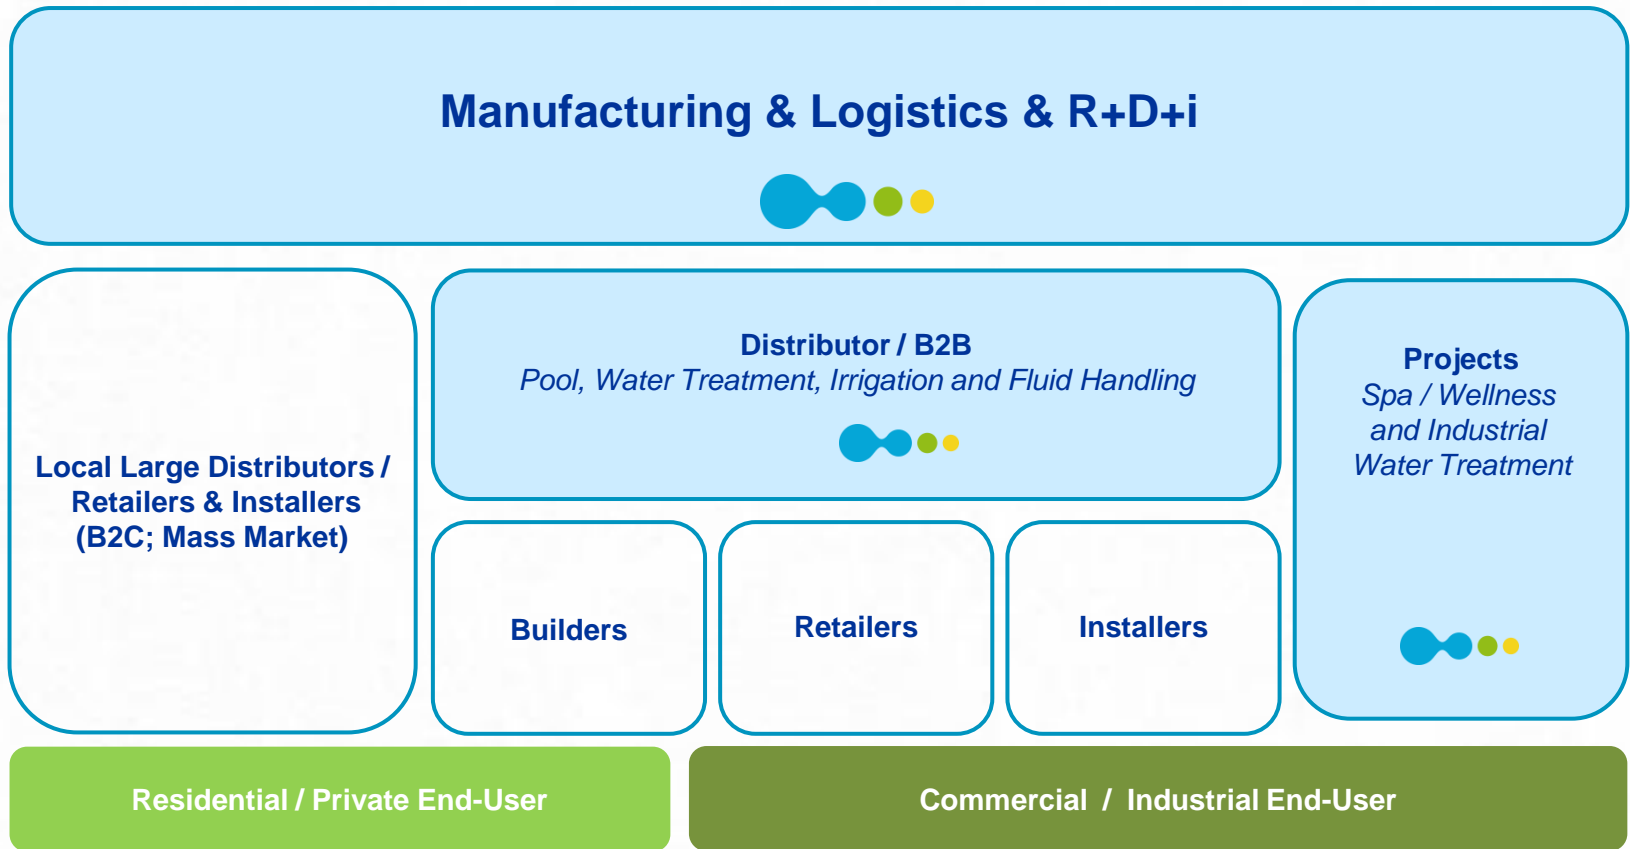 Manufacturing & Logistics & R+D+i
Local Large Distributors /
Retailers & Installers
(B2C; Mass Market)
Distributor / B2B
Pool, Water Treatment, Irrigation and Fluid Handling
Projects
Spa / Wellness
and Industrial
Water Treatment
Builders
Retailers
Installers
Residential / Private End-User
Commercial / Industrial End-User